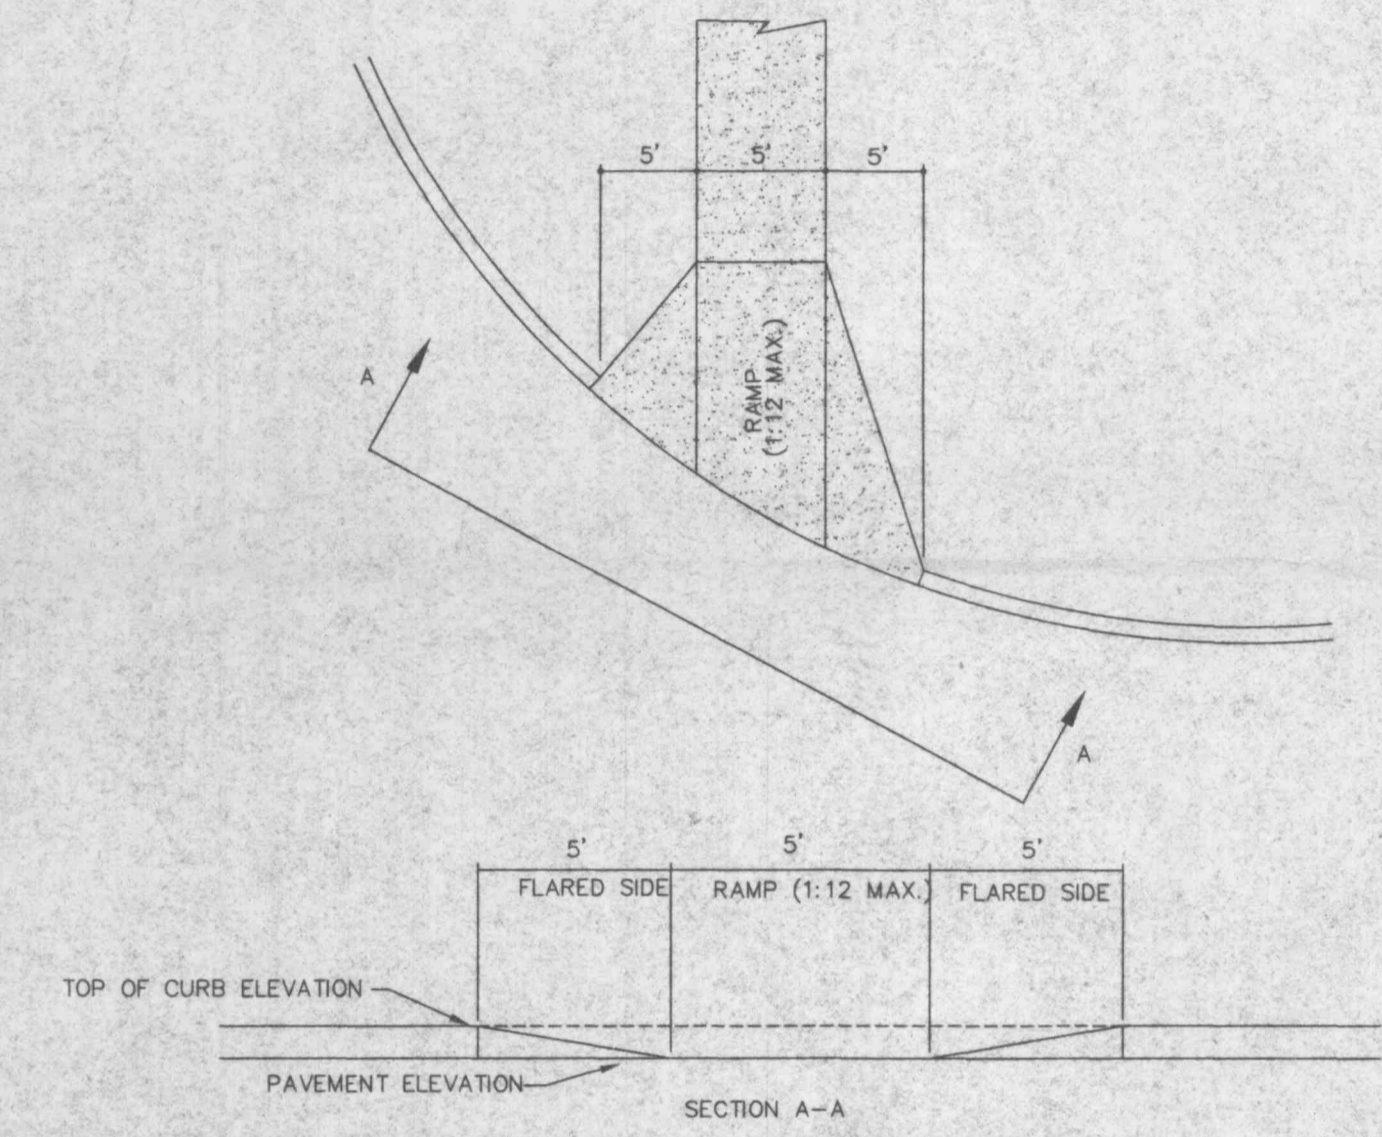 5' 5' 5'
A
RAMP
(1:12 MAX.)
A
5' 5' 5'
FLARED SIDE RAMP (1:12 MAX.) FLARED SIDE
TOP OF CURB ELEVATION
PAVEMENT ELEVATION
SECTION A-A